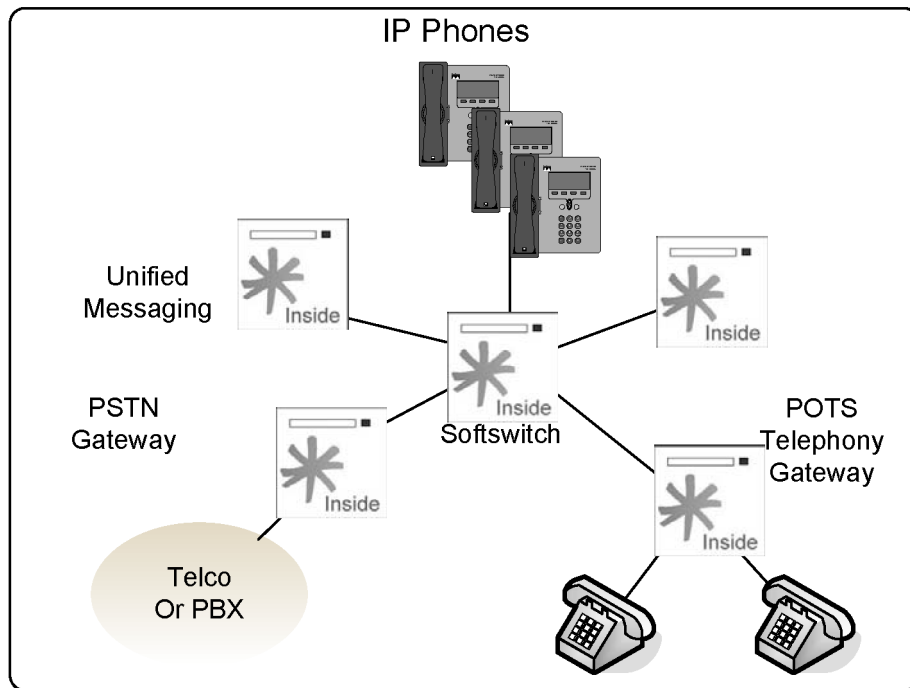 IP Phones
Unified
Messaging
Inside
Inside
Inside
Softswitch
PSTN
Gateway
Inside
POTS
Telephony
Gateway
Inside
Telco
Or PBX